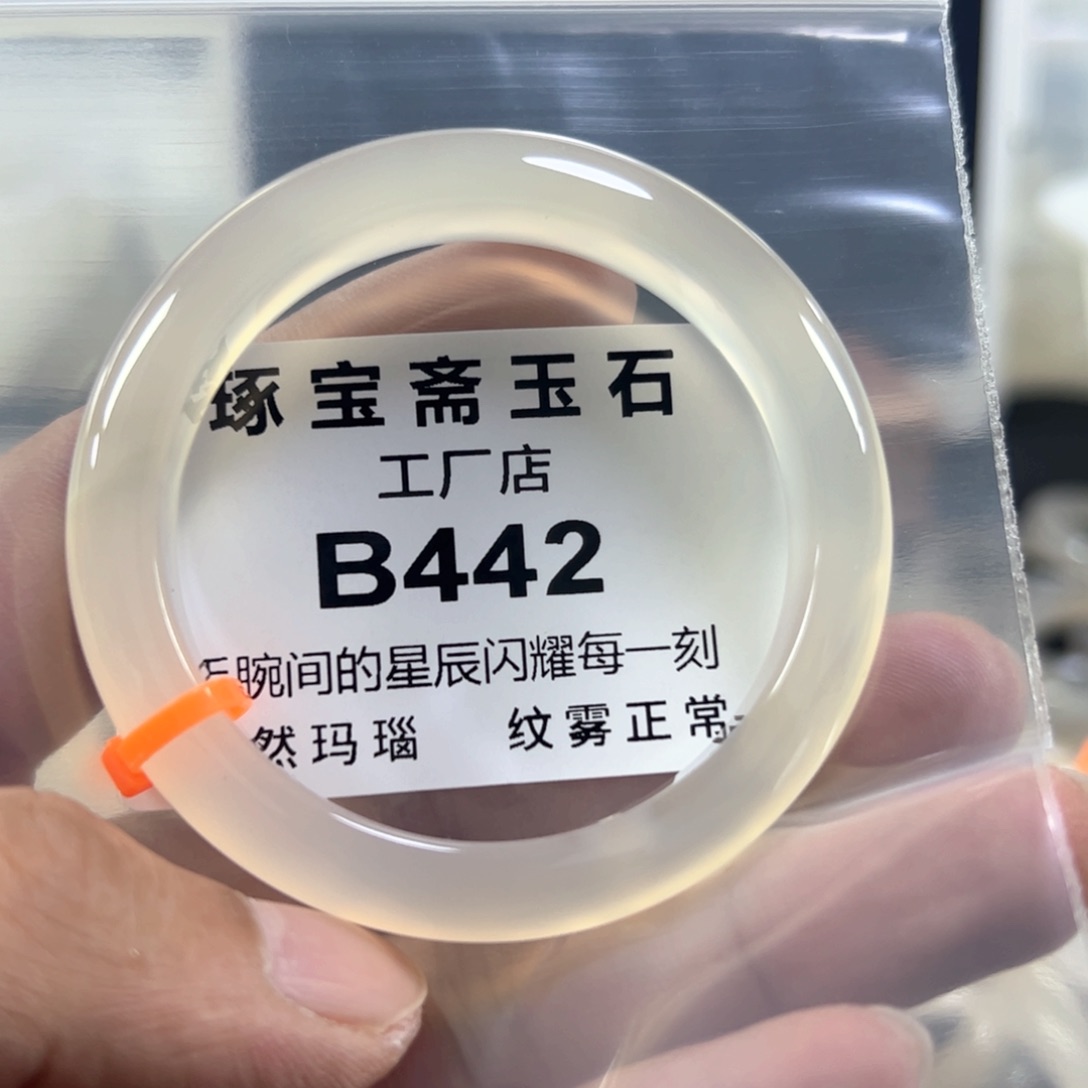 琢宝斋玉石
工厂店
B442
腕间的星辰闪耀每一刻
然玛瑙 纹雾正常